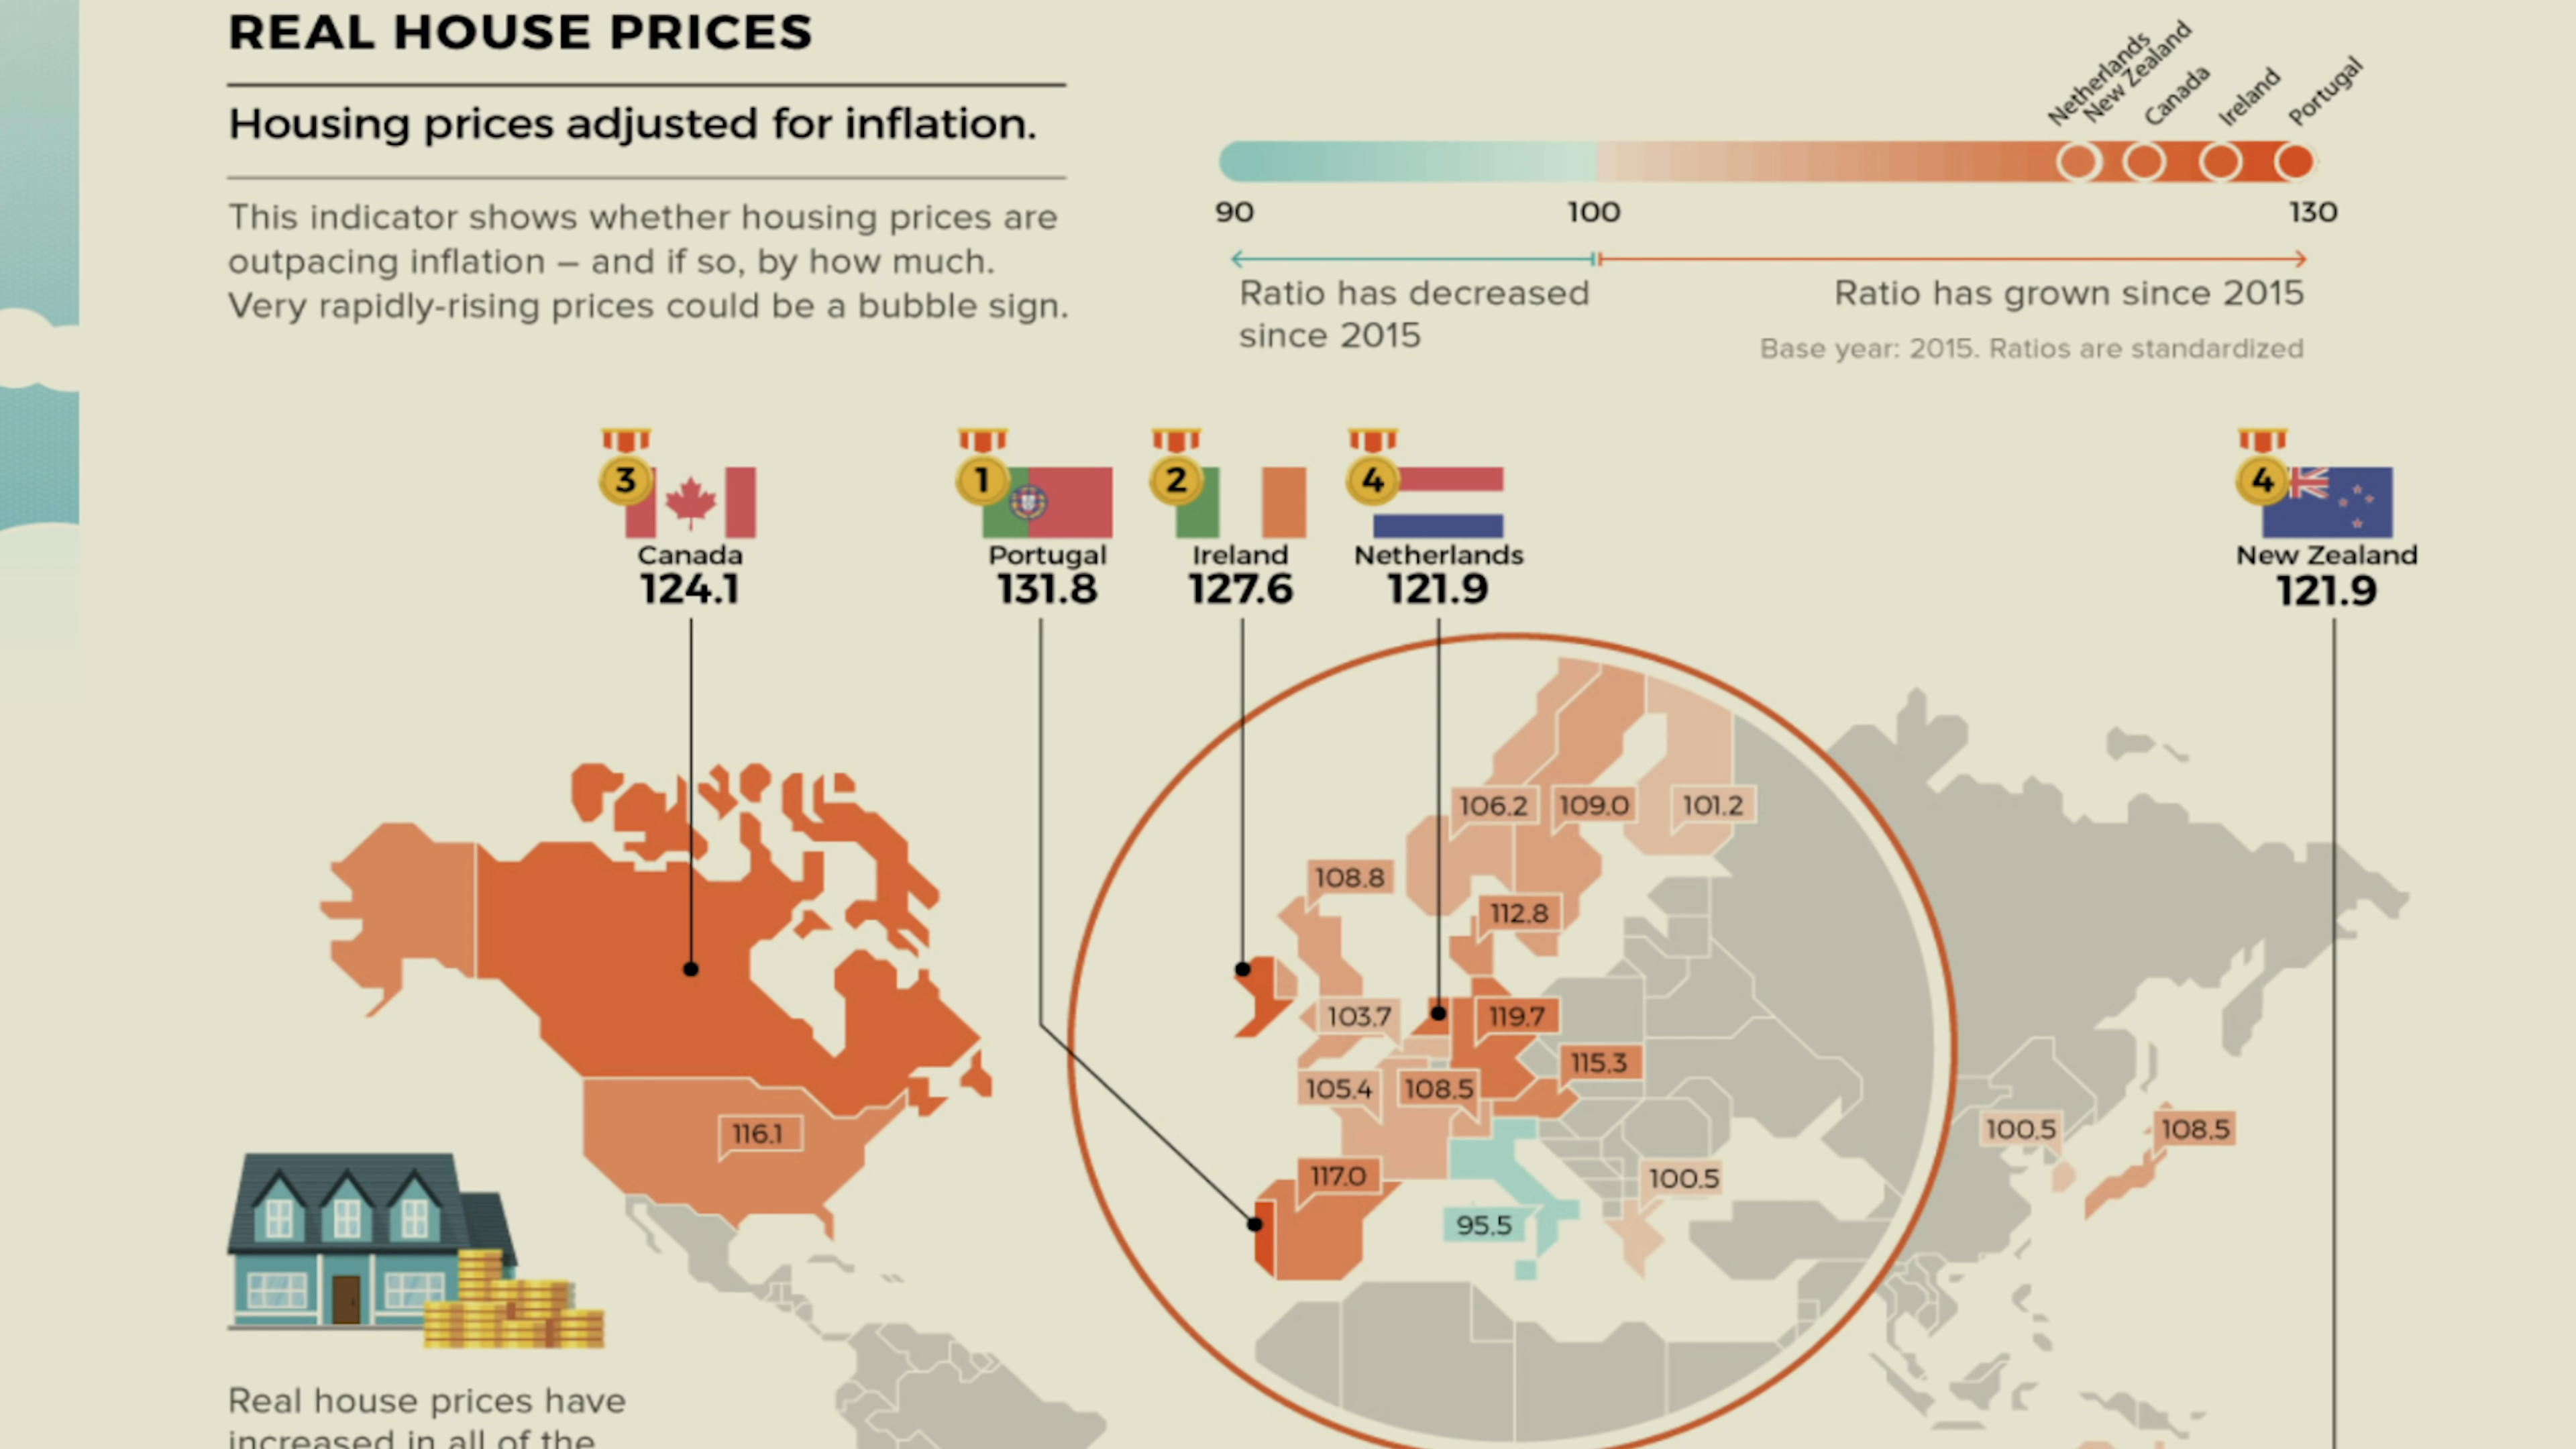 REAL HOUSE PRICES
Housing prices adjusted for inflation.
This indicator shows whether housing prices are
outpacing inflation – and if so, by how much.
Very rapidly-rising prices could be a bubble sign.
Netherlands
New Zealand
Canada
Ireland
Portugal
90
100
130
Ratio has decreased
since 2015
Ratio has grown since 2015
Base year: 2015. Ratios are standardized
3
Canada
124.1
1
Portugal
131.8
2
Ireland
127.6
4
Netherlands
121.9
4
New Zealand
121.9
106.2
109.0
101.2
108.8
112.8
103.7
119.7
115.3
105.4
108.5
116.1
100.5
108.5
117.0
100.5
95.5
Real house prices have
increased in all of the